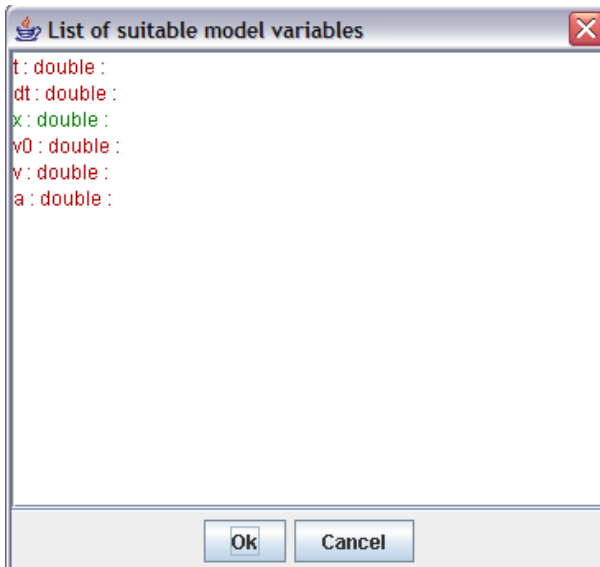 List of suitable model variables
t : double :
dt : double :
x : double :
v0 : double :
v : double :
a : double :
Ok Cancel